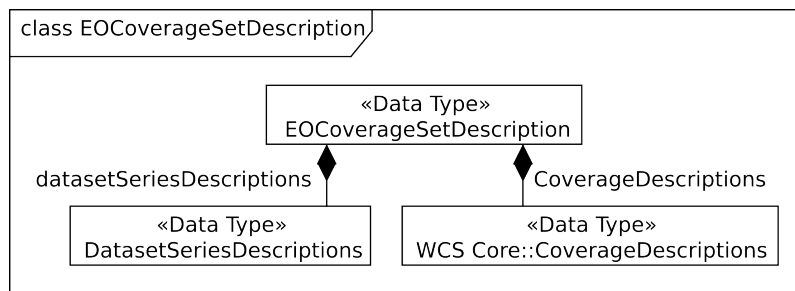 class EOCoverageSetDescription
«Data Type»
EOCoverageSetDescription
datasetSeriesDescriptions
CoverageDescriptions
«Data Type»
DatasetSeriesDescriptions
«Data Type»
WCS Core::CoverageDescriptions